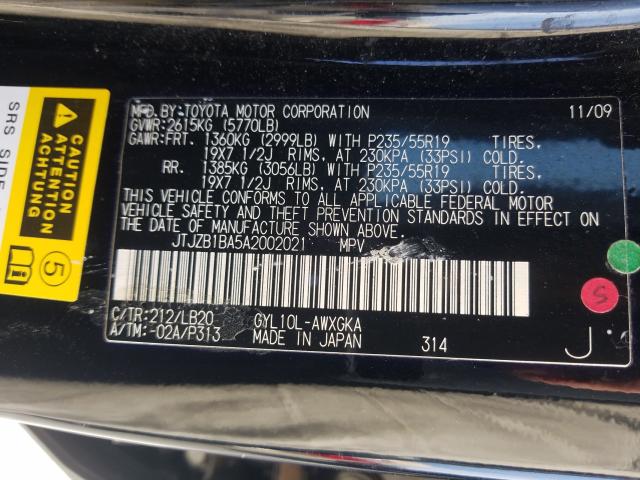 MFD.BY:TOYOTA MOTOR CORPORATION 11/09
GVWR:2615KG (5770LB)
GAWR:FRT. 1360KG (2999LB) WITH P235/55R19 TIRES,
19X7 1/2J RIMS, AT 230KPA (33PSI) COLD.
RR. 1385KG (3056LB) WITH P235/55R19 TIRES,
19X7 1/2J RIMS, AT 230KPA (33PSI) COLD.
THIS VEHICLE CONFORMS TO ALL APPLICABLE FEDERAL MOTOR
VEHICLE SAFETY AND THEFT PREVENTION STANDARDS IN EFFECT ON
THE DATE OF MANUFACTURE SHOWN ABOVE.
JTJZB1BA5A2002021 MPV
C/TR:212/LB20 GYL10L-AWXGKA
A/TM:-02A/P313 MADE IN JAPAN 314 J
S
CAUTION
ATTENTION
ACHTUNG
5
SRS SIDE